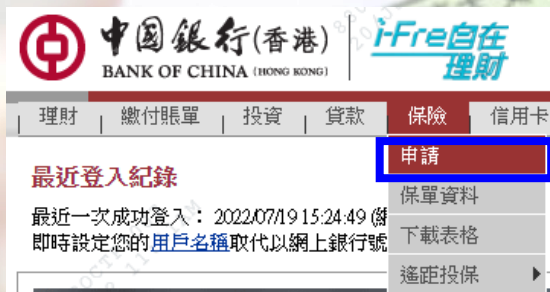 中國銀行(香港)
BANK OF CHINA (HONG KONG)
i-Free自在
理財
理財 繳付賬單 投資 貸款 保險 信用卡
申請
保單資料
下載表格
遙距投保
最近登入紀錄
最近一次成功登入： 2022/07/19 15:24:49 (網
即時設定您的用戶名稱取代以網上銀行號